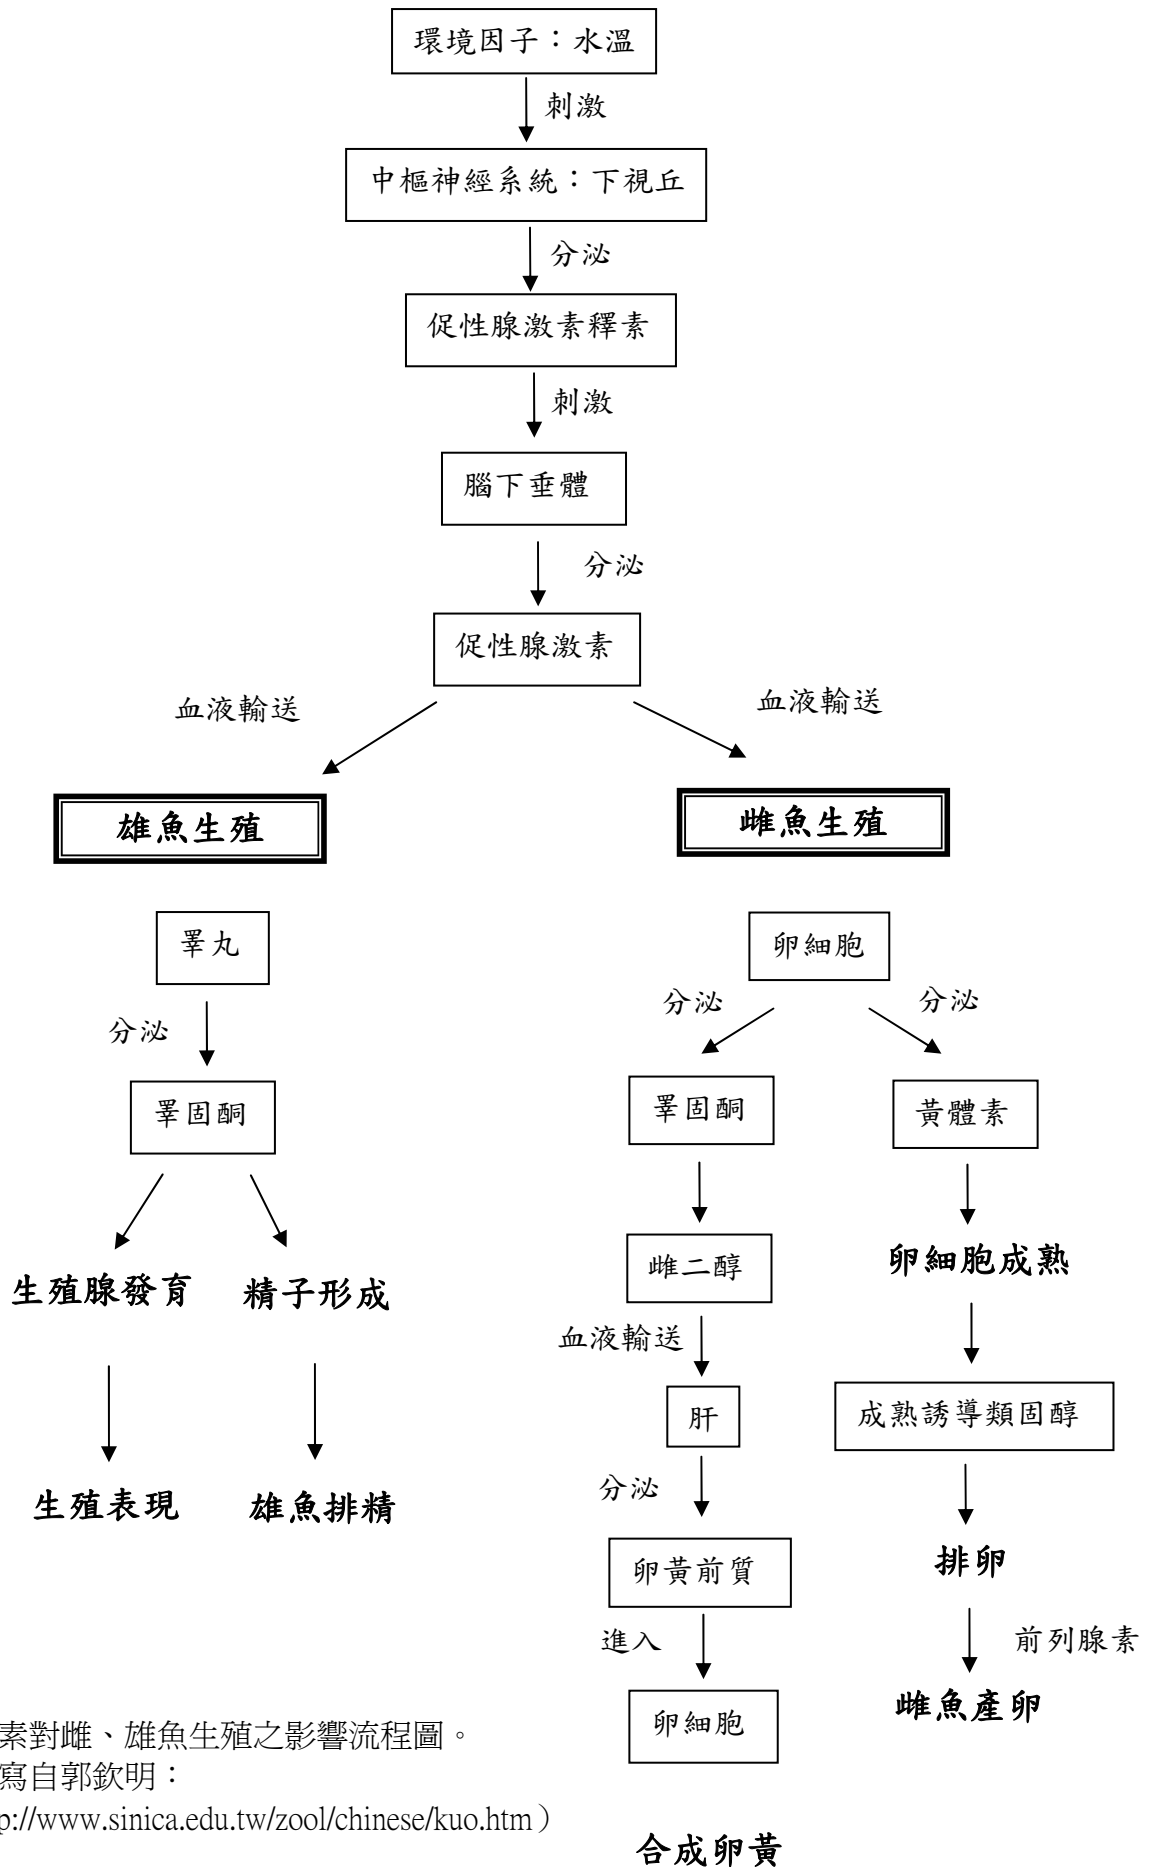 環境因子：水溫
刺激
中樞神經系統：下視丘
分泌
促性腺激素釋素
刺激
腦下垂體
分泌
促性腺激素
血液輸送
血液輸送
雄魚生殖
雌魚生殖
睪丸
卵細胞
分泌
分泌
分泌
睪固酮
睪固酮
黃體素
生殖腺發育
精子形成
雌二醇
卵細胞成熟
血液輸送
肝
成熟誘導類固醇
分泌
生殖表現
雄魚排精
卵黃前質
排卵
進入
前列腺素
卵細胞
雌魚產卵
素對雌、雄魚生殖之影響流程圖。
寫自郭欽明：
p://www.sinica.edu.tw/zool/chinese/kuo.htm）
合成卵黃